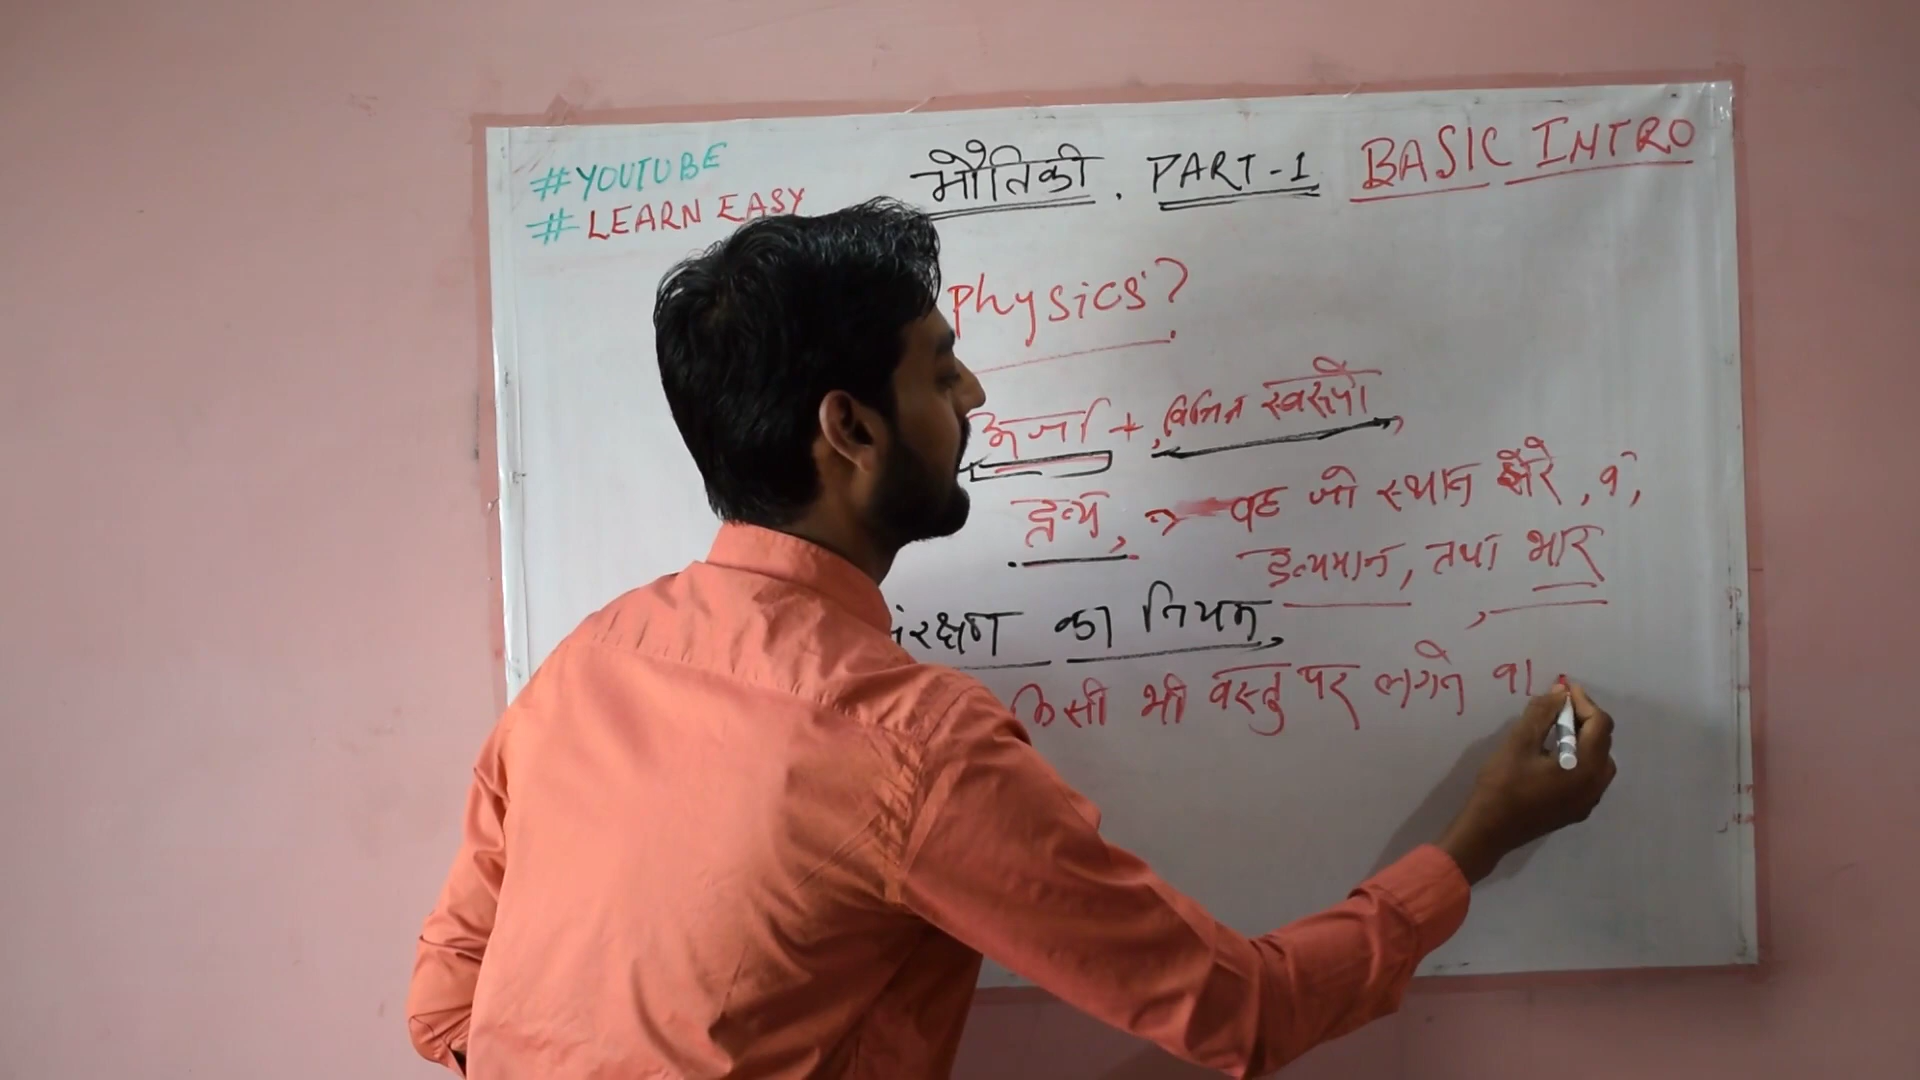 #YOUTUBE
#LEARN EASY
भौतिकी. PART-1 BASIC INTRO
Physics?
ऊर्जा + विभिन्न स्वरूपो
द्रव्य, → वह जो स्थान घेरे, व,
द्रव्यमान, तथा भार
संरक्षण का नियम,
किसी भी वस्तु पर लगने वा